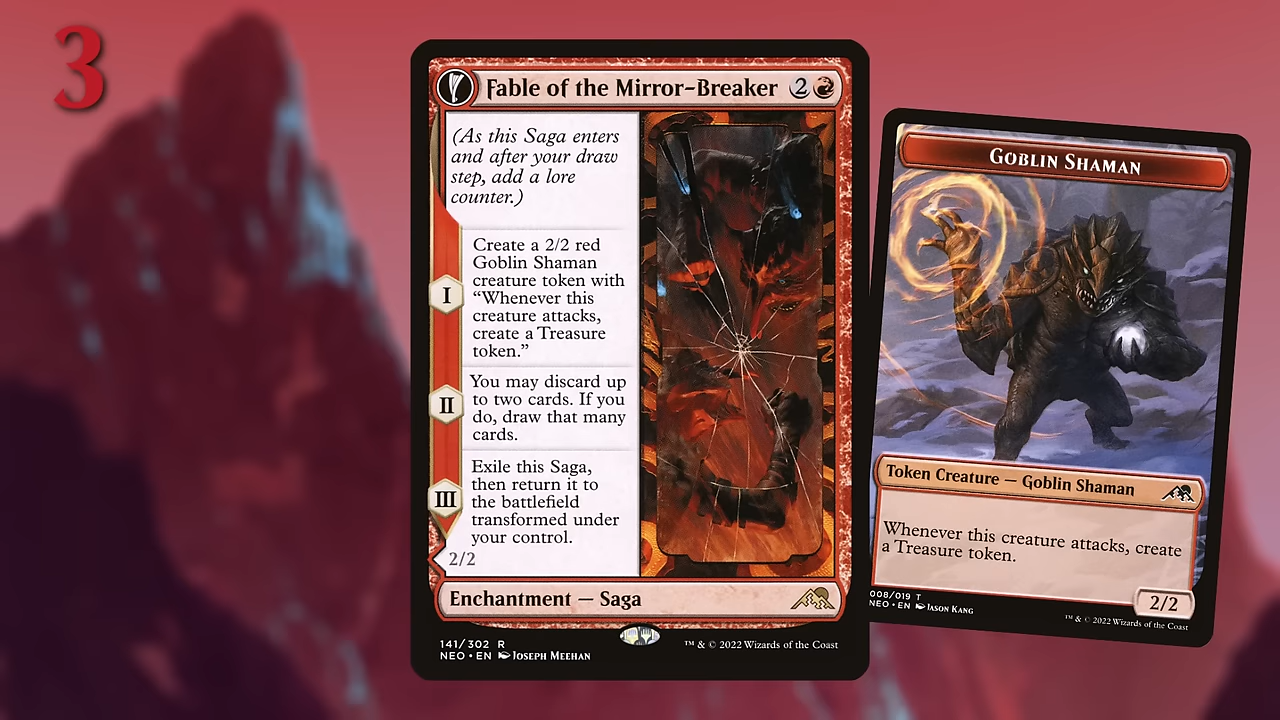 3
Fable of the Mirror-Breaker 2
(As this Saga enters
and after your draw
step, add a lore
counter.)
I
Create a 2/2 red
Goblin Shaman
creature token with
“Whenever this
creature attacks,
create a Treasure
token.”
II
You may discard up
to two cards. If you
do, draw that many
cards.
III
Exile this Saga,
then return it to
the battlefield
transformed under
your control.
2/2
Enchantment — Saga
141/302 R
NEO • EN Joseph Meehan
™ & © 2022 Wizards of the Coast
Goblin Shaman
Token Creature — Goblin Shaman
Whenever this creature attacks, create
a Treasure token.
2/2
008/019 T
NEO • EN Jason Kang
™ & © 2022 Wizards of the Coast